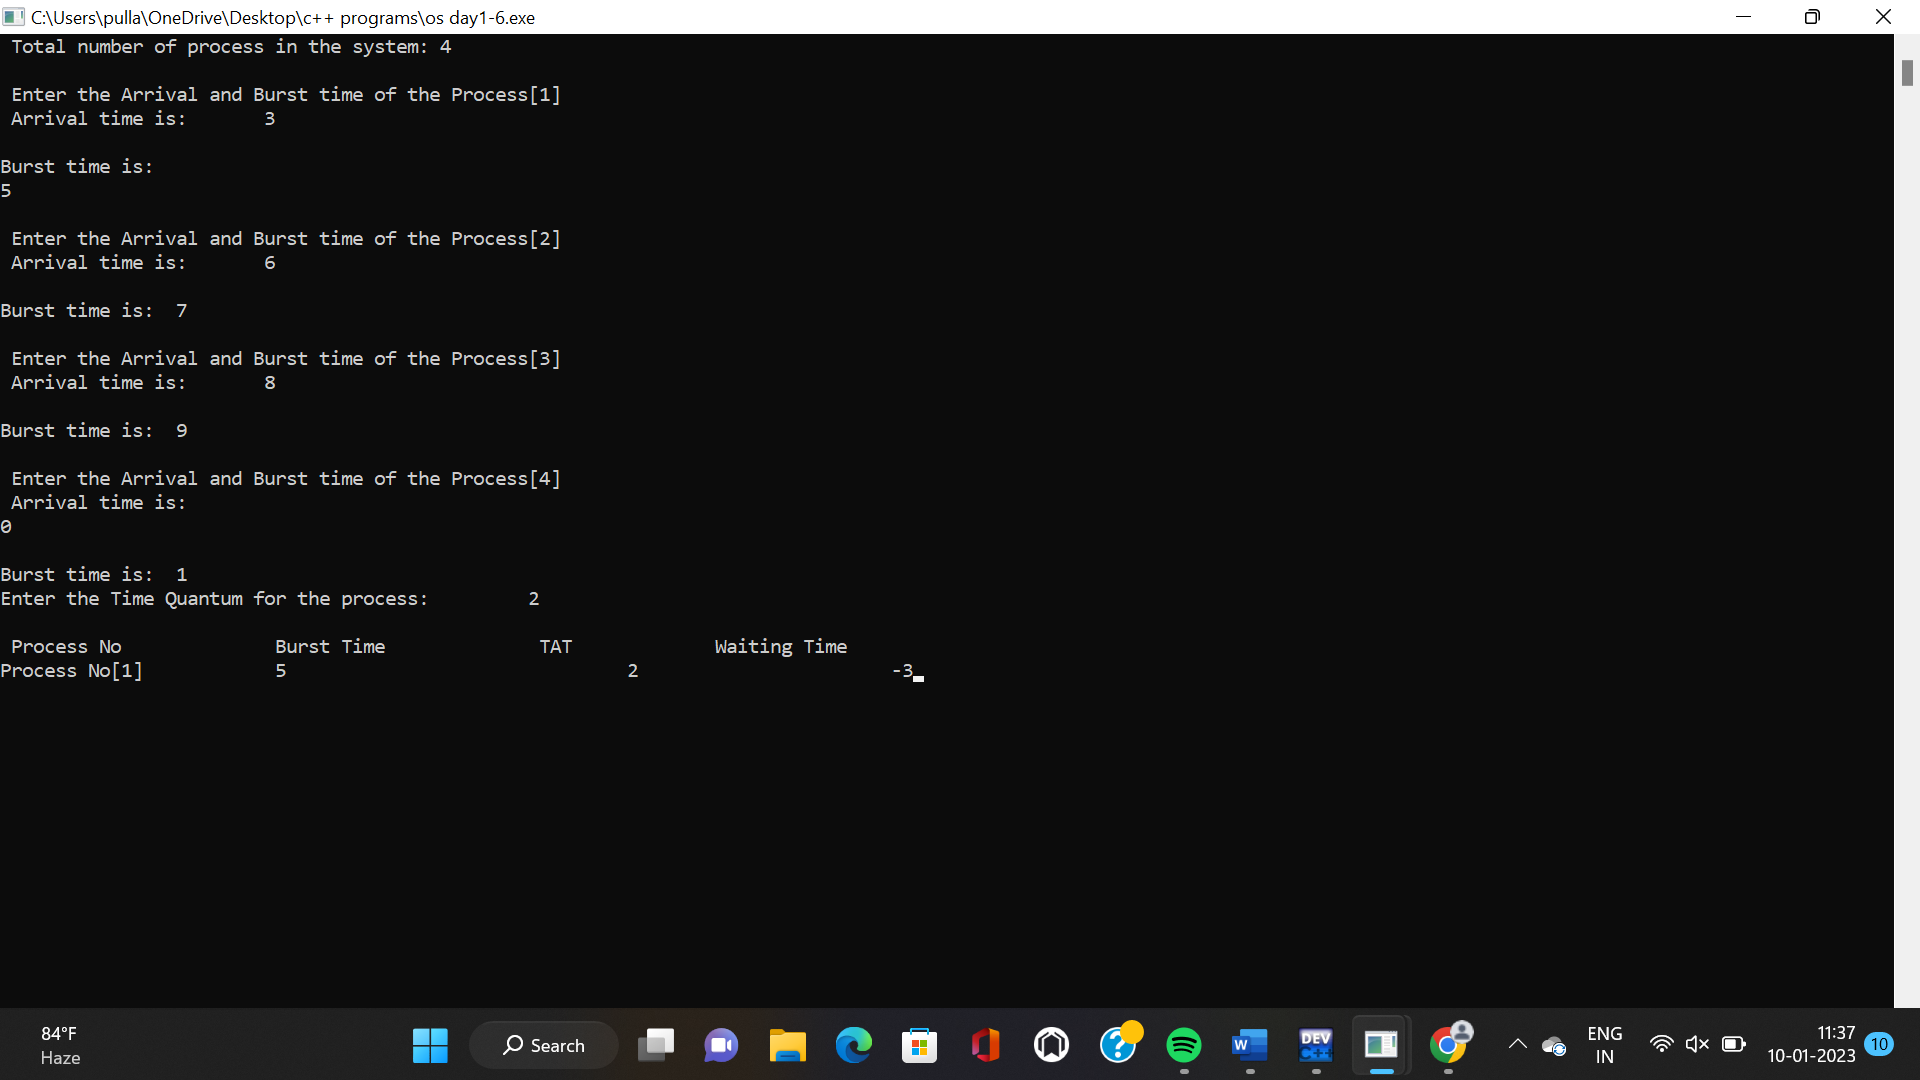 C:\Users\pulla\OneDrive\Desktop\c++ programs\os day1-6.exe
Total number of process in the system: 4
Enter the Arrival and Burst time of the Process[1]
Arrival time is: 3
Burst time is:
5
Enter the Arrival and Burst time of the Process[2]
Arrival time is: 6
Burst time is: 7
Enter the Arrival and Burst time of the Process[3]
Arrival time is: 8
Burst time is: 9
Enter the Arrival and Burst time of the Process[4]
Arrival time is:
0
Burst time is: 1
Enter the Time Quantum for the process: 2
Process No Burst Time TAT Waiting Time
Process No[1] 5 2 -3
84°F
Haze
Search
W
DEV
C++
ENG
IN
11:37
10-01-2023
10